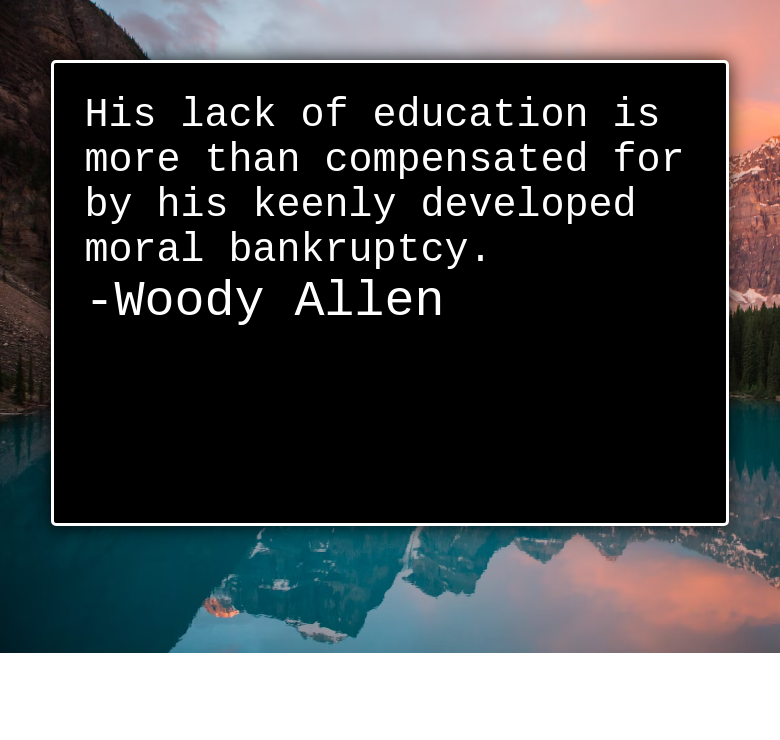 His lack of education is
more than compensated for
by his keenly developed
moral bankruptcy.
-Woody Allen